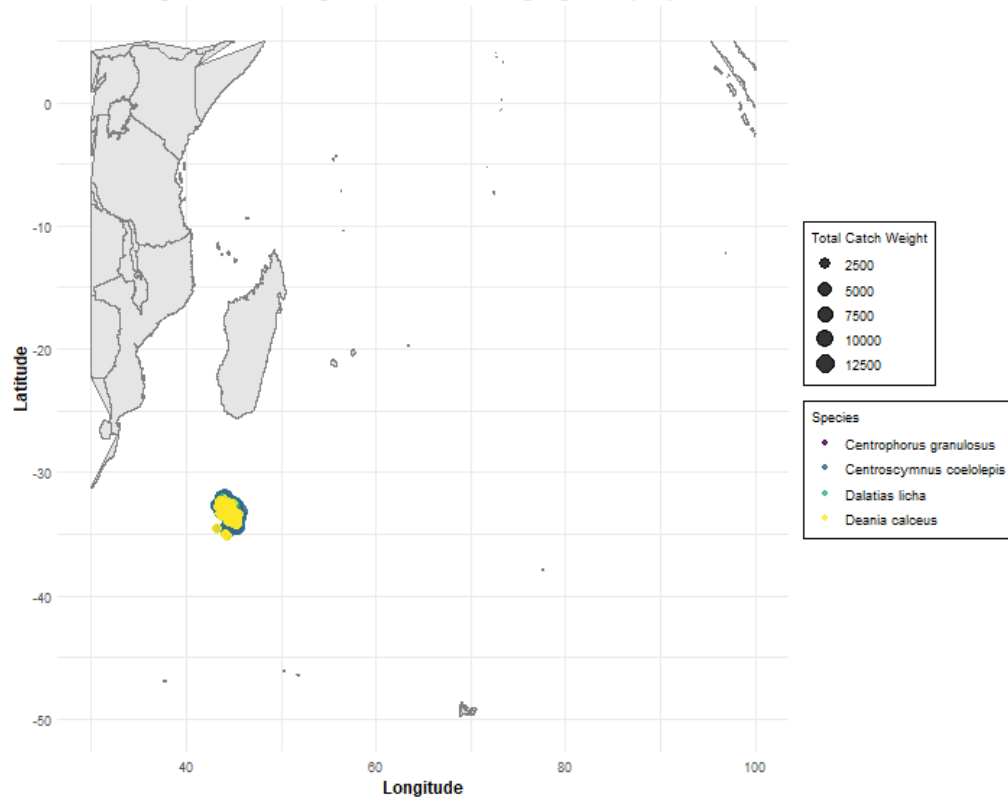 0
-10
-20
-30
-40
-50
Latitude
40
60
80
100
Longitude
Total Catch Weight
2500
5000
7500
10000
12500
Species
Centrophorus granulosus
Centroscymnus coelolepis
Dalatias licha
Deania calceus